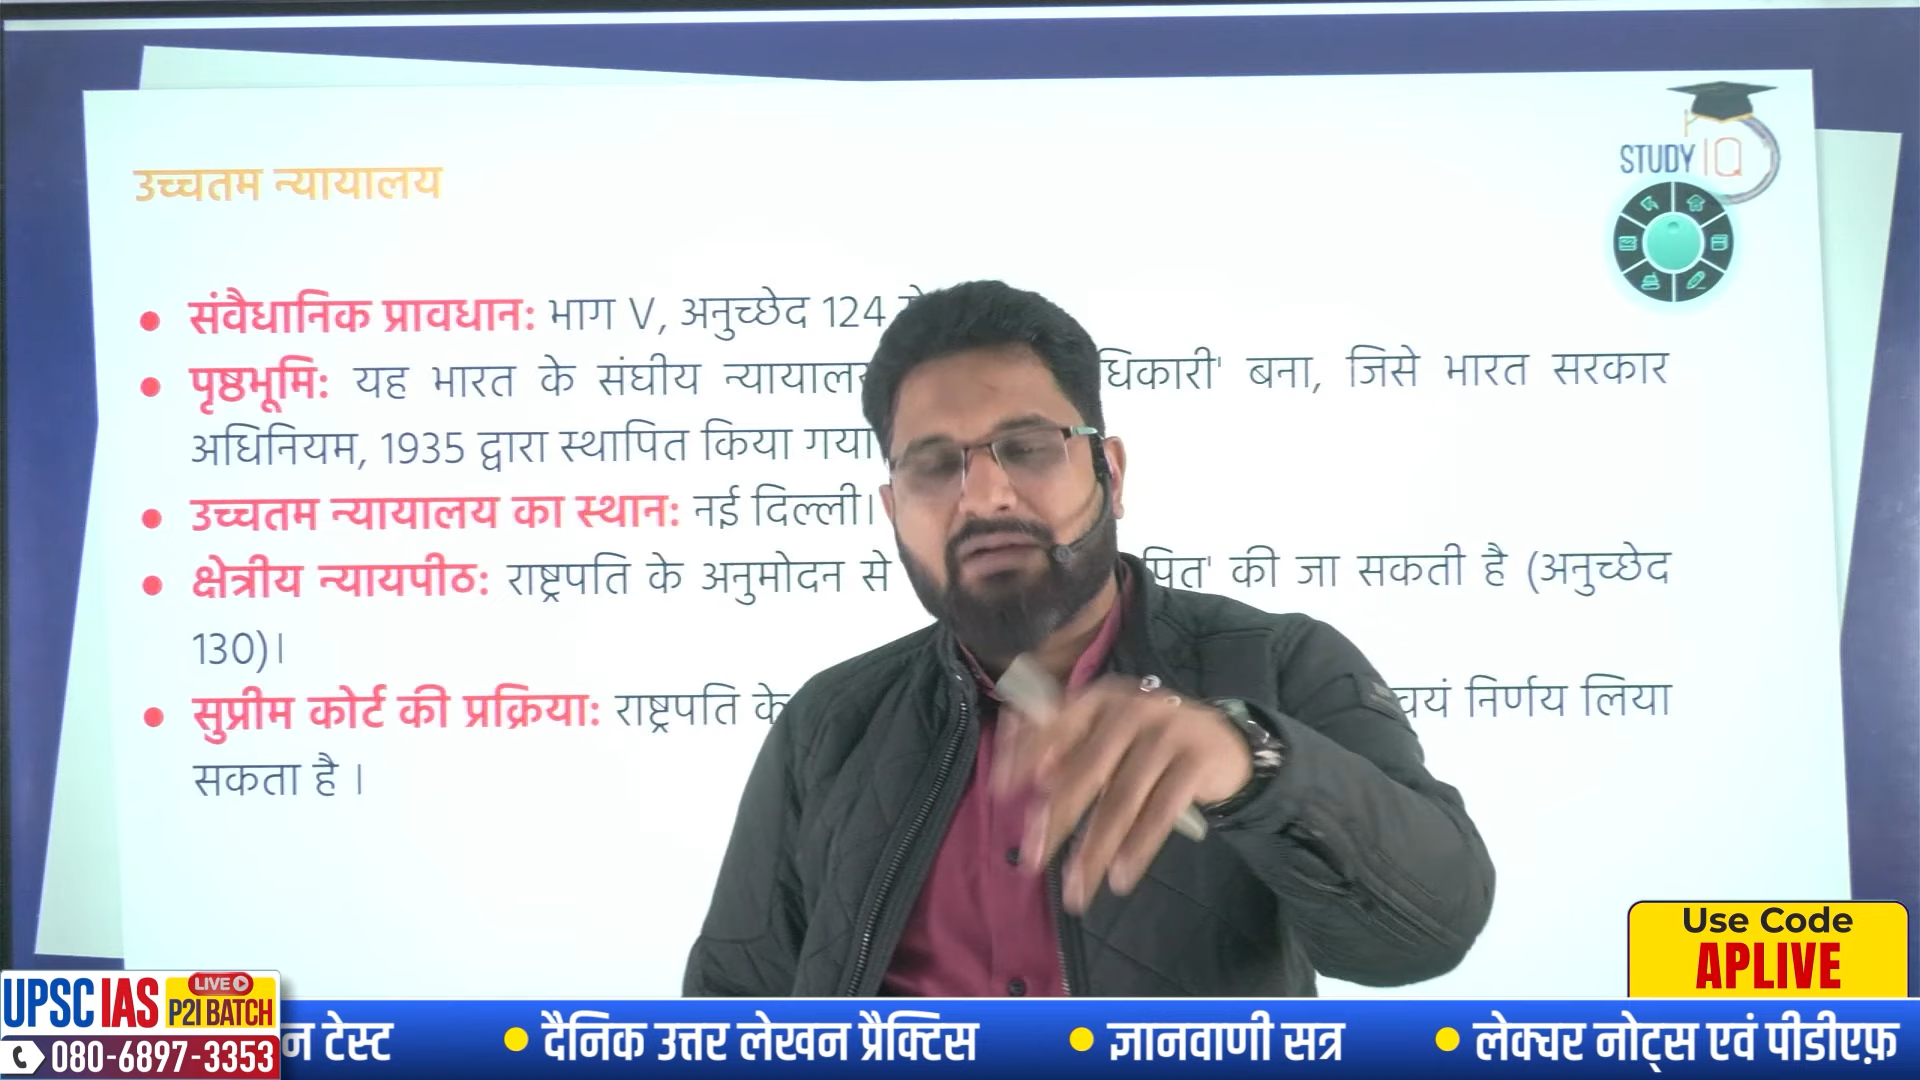 STUDY IQ
उच्चतम न्यायालय
• संवैधानिक प्रावधान: भाग V, अनुच्छेद 124
• पृष्ठभूमि: यह भारत के संघीय धिकारी' बना, जिसे भारत सरकार
अधिनियम, 1935 द्वारा स्थापित किया गया
• उच्चतम न्यायालय का स्थान: नई दिल्ली।
• क्षेत्रीय न्यायपीठ: राष्ट्रपति के अनुमोदन से पित' की जा सकती है (अनुच्छेद
130)।
• सुप्रीम कोर्ट की प्रक्रिया: राष्ट्रपति के वयं निर्णय लिया
सकता है ।
Use Code
APLIVE
UPSC IAS
LIVE
P2I BATCH
080-6897-3353
न टेस्ट • दैनिक उत्तर लेखन प्रैक्टिस • ज्ञानवाणी सत्र • लेक्चर नोट्स एवं पीडीएफ़